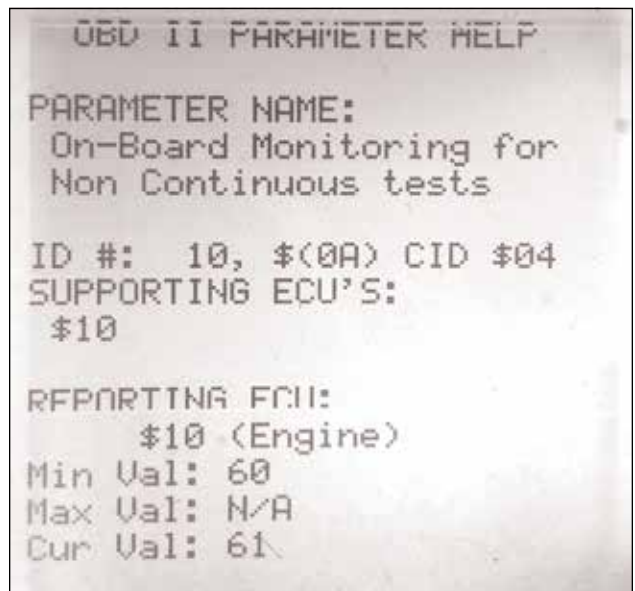 OBD II PARAMETER HELP
PARAMETER NAME:
On-Board Monitoring for
Non Continuous tests
ID #: 10, $(0A) CID $04
SUPPORTING ECU'S:
$10
REPORTING ECU:
$10 (Engine)
Min Val: 60
Max Val: N/A
Cur Val: 61